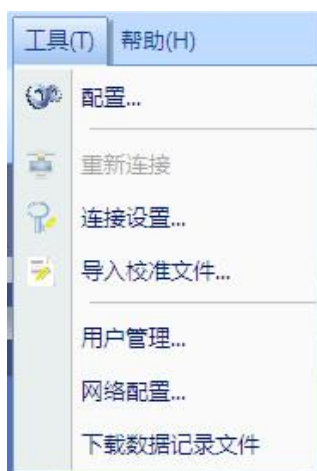 工具(T) 帮助(H)
配置...
重新连接
连接设置...
导入校准文件...
用户管理...
网络配置...
下载数据记录文件